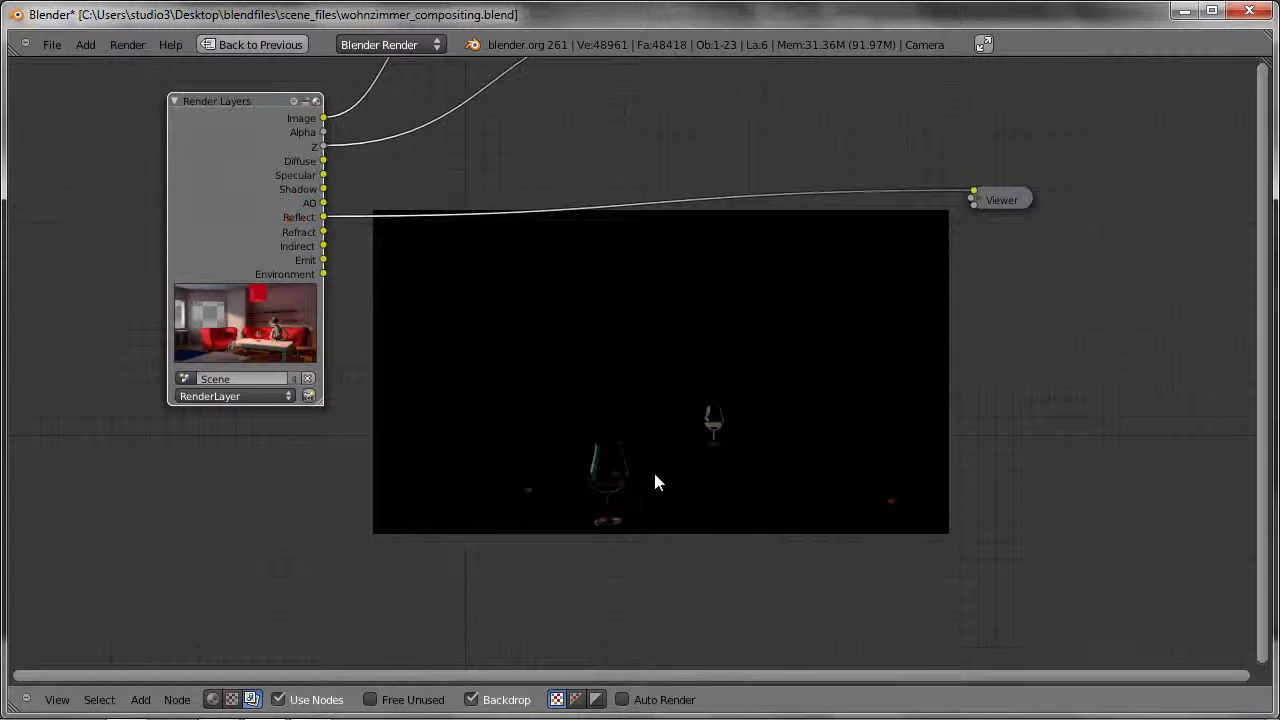 Blender* [C:\Users\studio3\Desktop\blendfiles\scene_files\wohnzimmer_compositing.blend]
File Add Render Help Back to Previous Blender Render blender.org 261 | Ve:48961 | Fa:48418 | Ob:1-23 | La:6 | Mem:31.36M (91.97M) | Camera
Render Layers
Image
Alpha
Z
Diffuse
Specular
Shadow
AO
Reflect
Refract
Indirect
Emit
Environment
Scene 4
RenderLayer
Viewer
View Select Add Node Use Nodes Free Unused Backdrop Auto Render